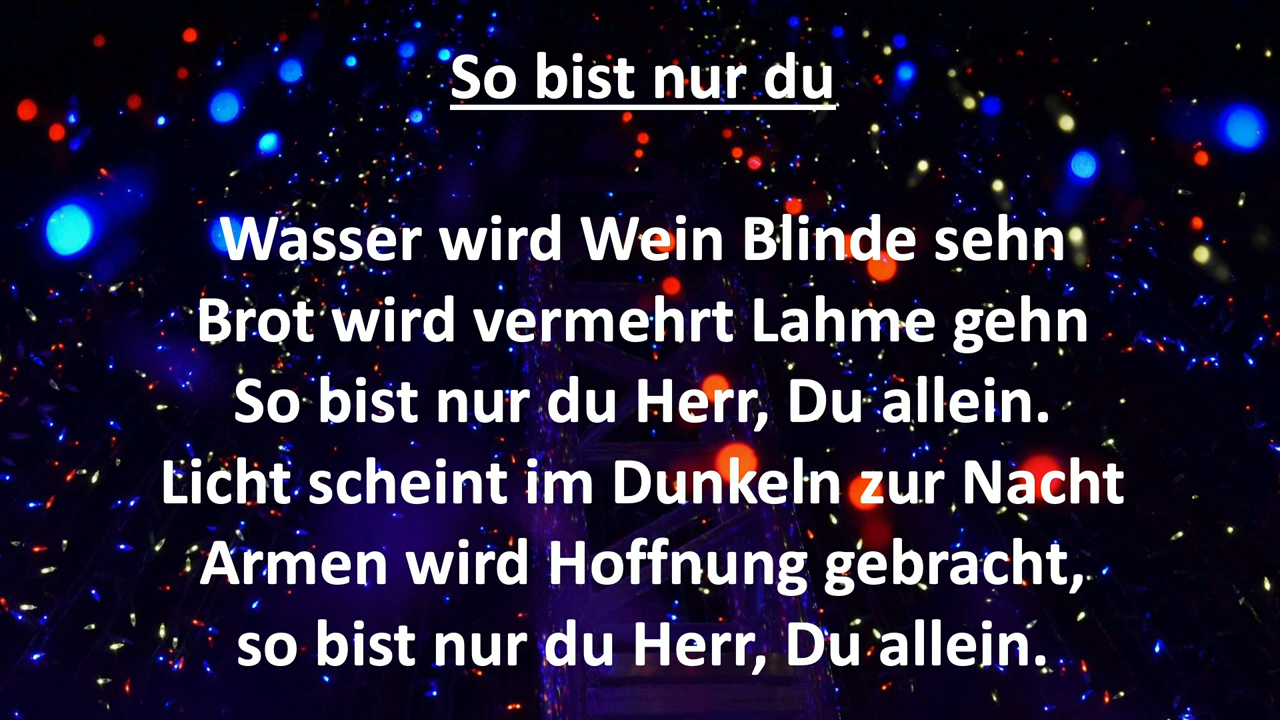 So bist nur du
Wasser wird Wein Blinde sehn
Brot wird vermehrt Lahme gehn
So bist nur du Herr, Du allein.
Licht scheint im Dunkeln zur Nacht
Armen wird Hoffnung gebracht,
so bist nur du Herr, Du allein.